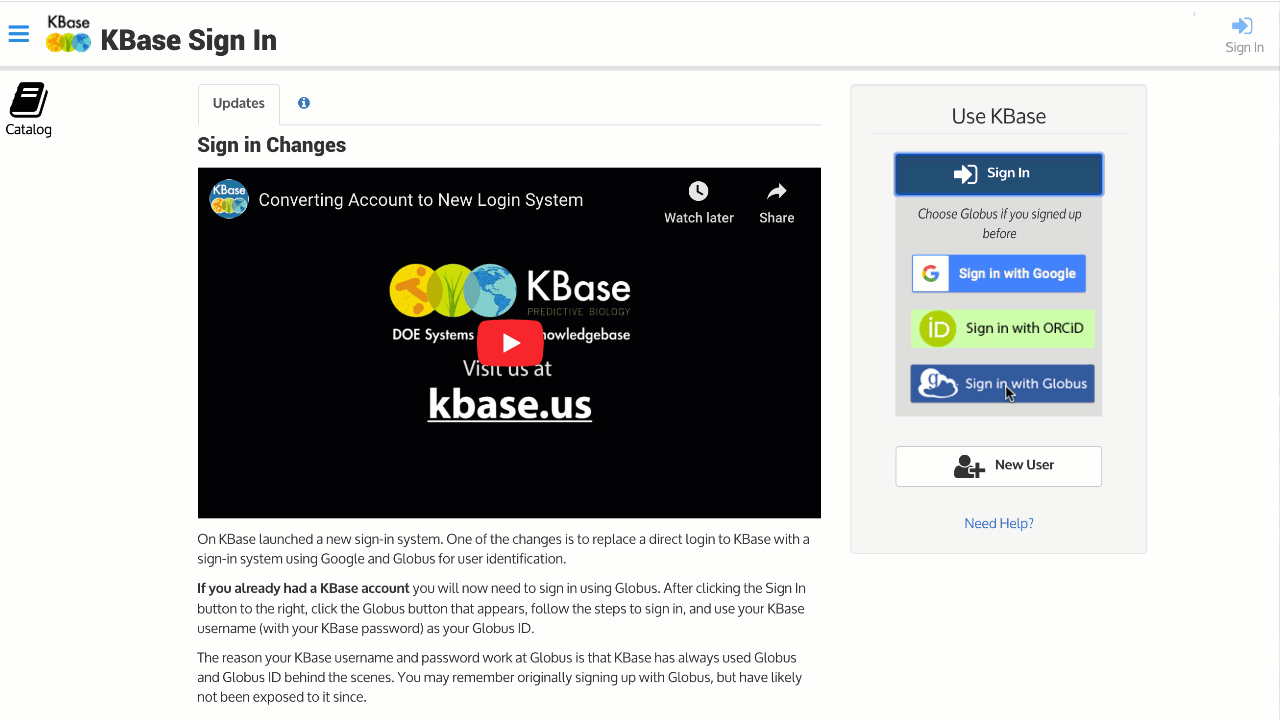 KBase
KBase Sign In
Sign In
Catalog
Updates
Sign in Changes
KBase
Converting Account to New Login System
Watch later
Share
KBase
PREDICTIVE BIOLOGY
DOE Systems
nowledgebase
Visit us at
kbase.us
On KBase launched a new sign-in system. One of the changes is to replace a direct login to KBase with a
sign-in system using Google and Globus for user identification.
If you already had a KBase account you will now need to sign in using Globus. After clicking the Sign In
button to the right, click the Globus button that appears, follow the steps to sign in, and use your KBase
username (with your KBase password) as your Globus ID.
The reason your KBase username and password work at Globus is that KBase has always used Globus
and Globus ID behind the scenes. You may remember originally signing up with Globus, but have likely
not been exposed to it since.
Use KBase
Sign In
Choose Globus if you signed up
before
G Sign in with Google
iD Sign in with ORCiD
g Sign in with Globus
New User
Need Help?